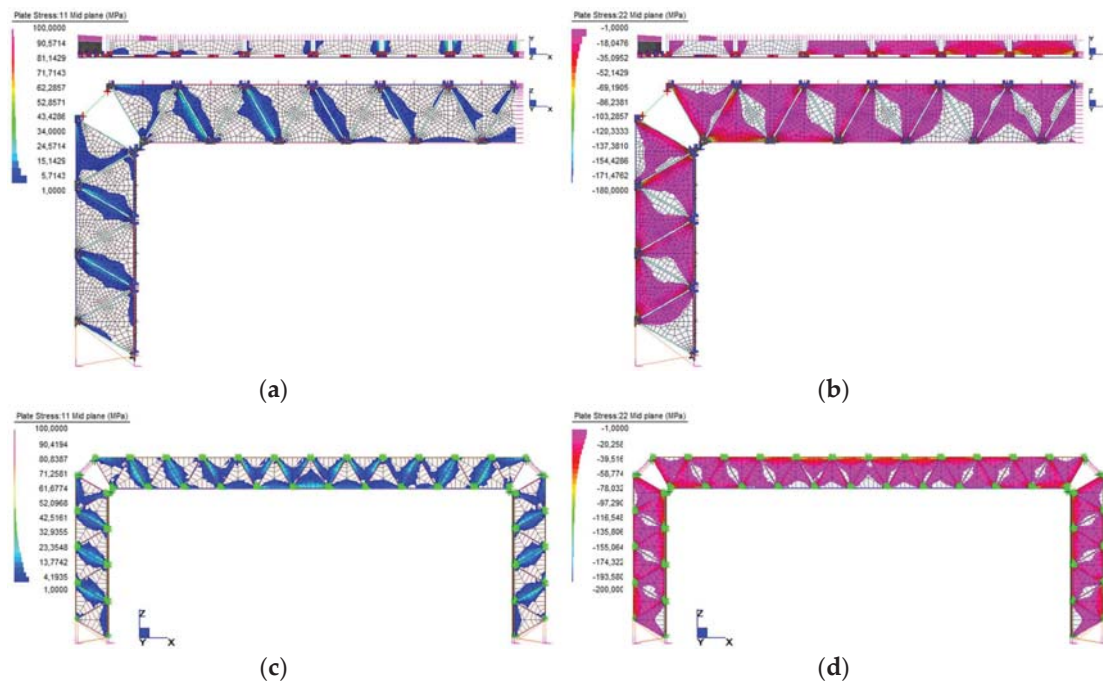 Plate Stress:11 Mid plane (MPa)
100,0000
90,5714
81,1429
71,7143
62,2857
52,8571
43,4286
34,0000
24,5714
15,1429
5,7143
1,0000
Y
Z X
Z
Y X
(a)
Plate Stress:22 Mid plane (MPa)
-1,0000
-18,0476
-35,0952
-52,1429
-69,1905
-86,2381
-103,2857
-120,3333
-137,3810
-154,4286
-171,4762
-180,0000
Y
Z X
Z
Y X
(b)
Plate Stress:11 Mid plane (MPa)
100,0000
90,4194
80,8387
71,2581
61,6774
52,0968
42,5161
32,9355
23,3548
13,7742
4,1935
1,0000
Z
Y X
(c)
Plate Stress:22 Mid plane (MPa)
-1,0000
-20,258
-39,516
-58,774
-78,032
-97,290
-116,548
-135,806
-155,064
-174,322
-193,580
-200,000
Z
Y X
(d)